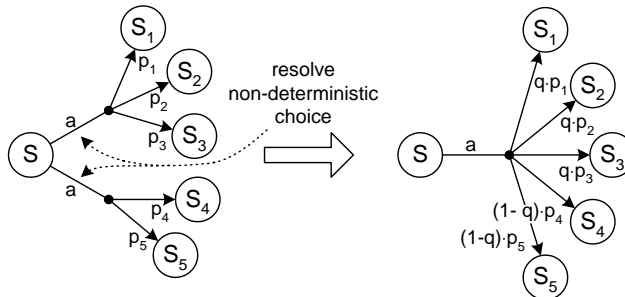 S₁
p₁
S₂
p₂
a
S₃
p₃
S
a
S₄
p₄
p₅
S₅
resolve
non-deterministic
choice
S₁
q·p₁
S₂
q·p₂
S
a
S₃
q·p₃
(1- q)·p₄
S₄
(1-q)·p₅
S₅